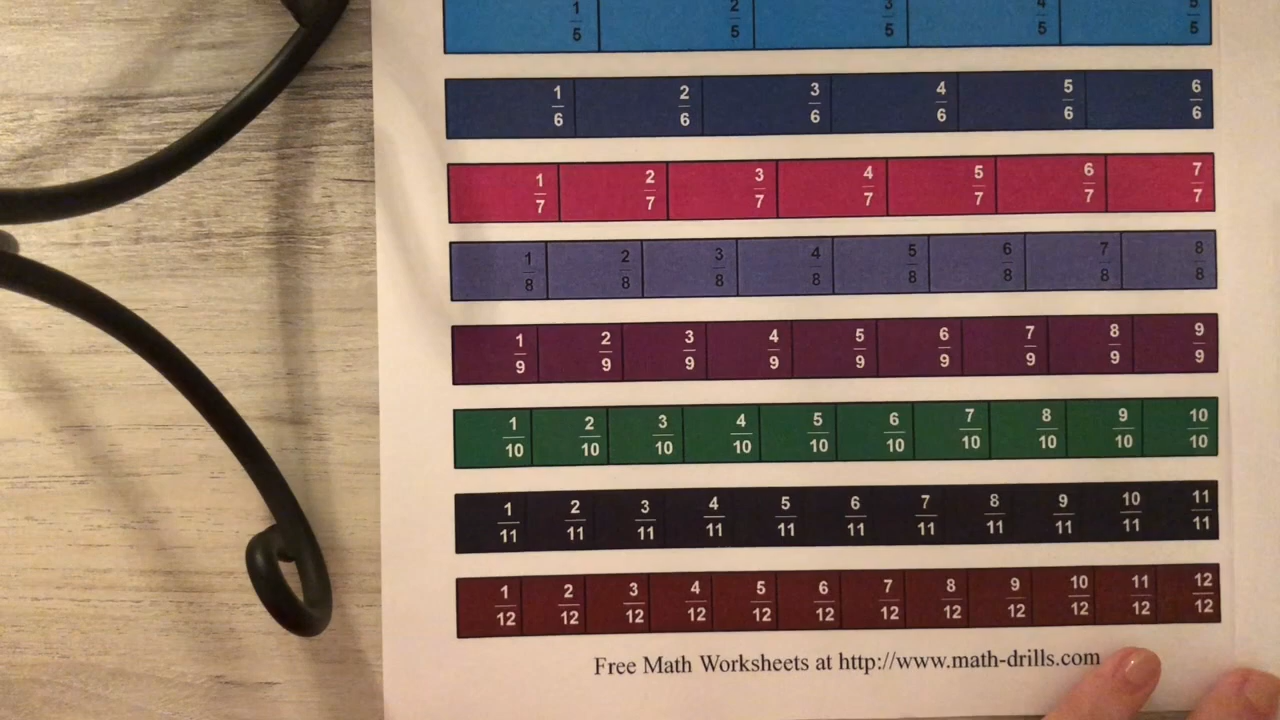 1/5 2/5 3/5 4/5 5/5
1/6 2/6 3/6 4/6 5/6 6/6
1/7 2/7 3/7 4/7 5/7 6/7 7/7
1/8 2/8 3/8 4/8 5/8 6/8 7/8 8/8
1/9 2/9 3/9 4/9 5/9 6/9 7/9 8/9 9/9
1/10 2/10 3/10 4/10 5/10 6/10 7/10 8/10 9/10 10/10
1/11 2/11 3/11 4/11 5/11 6/11 7/11 8/11 9/11 10/11 11/11
1/12 2/12 3/12 4/12 5/12 6/12 7/12 8/12 9/12 10/12 11/12 12/12
Free Math Worksheets at http://www.math-drills.com